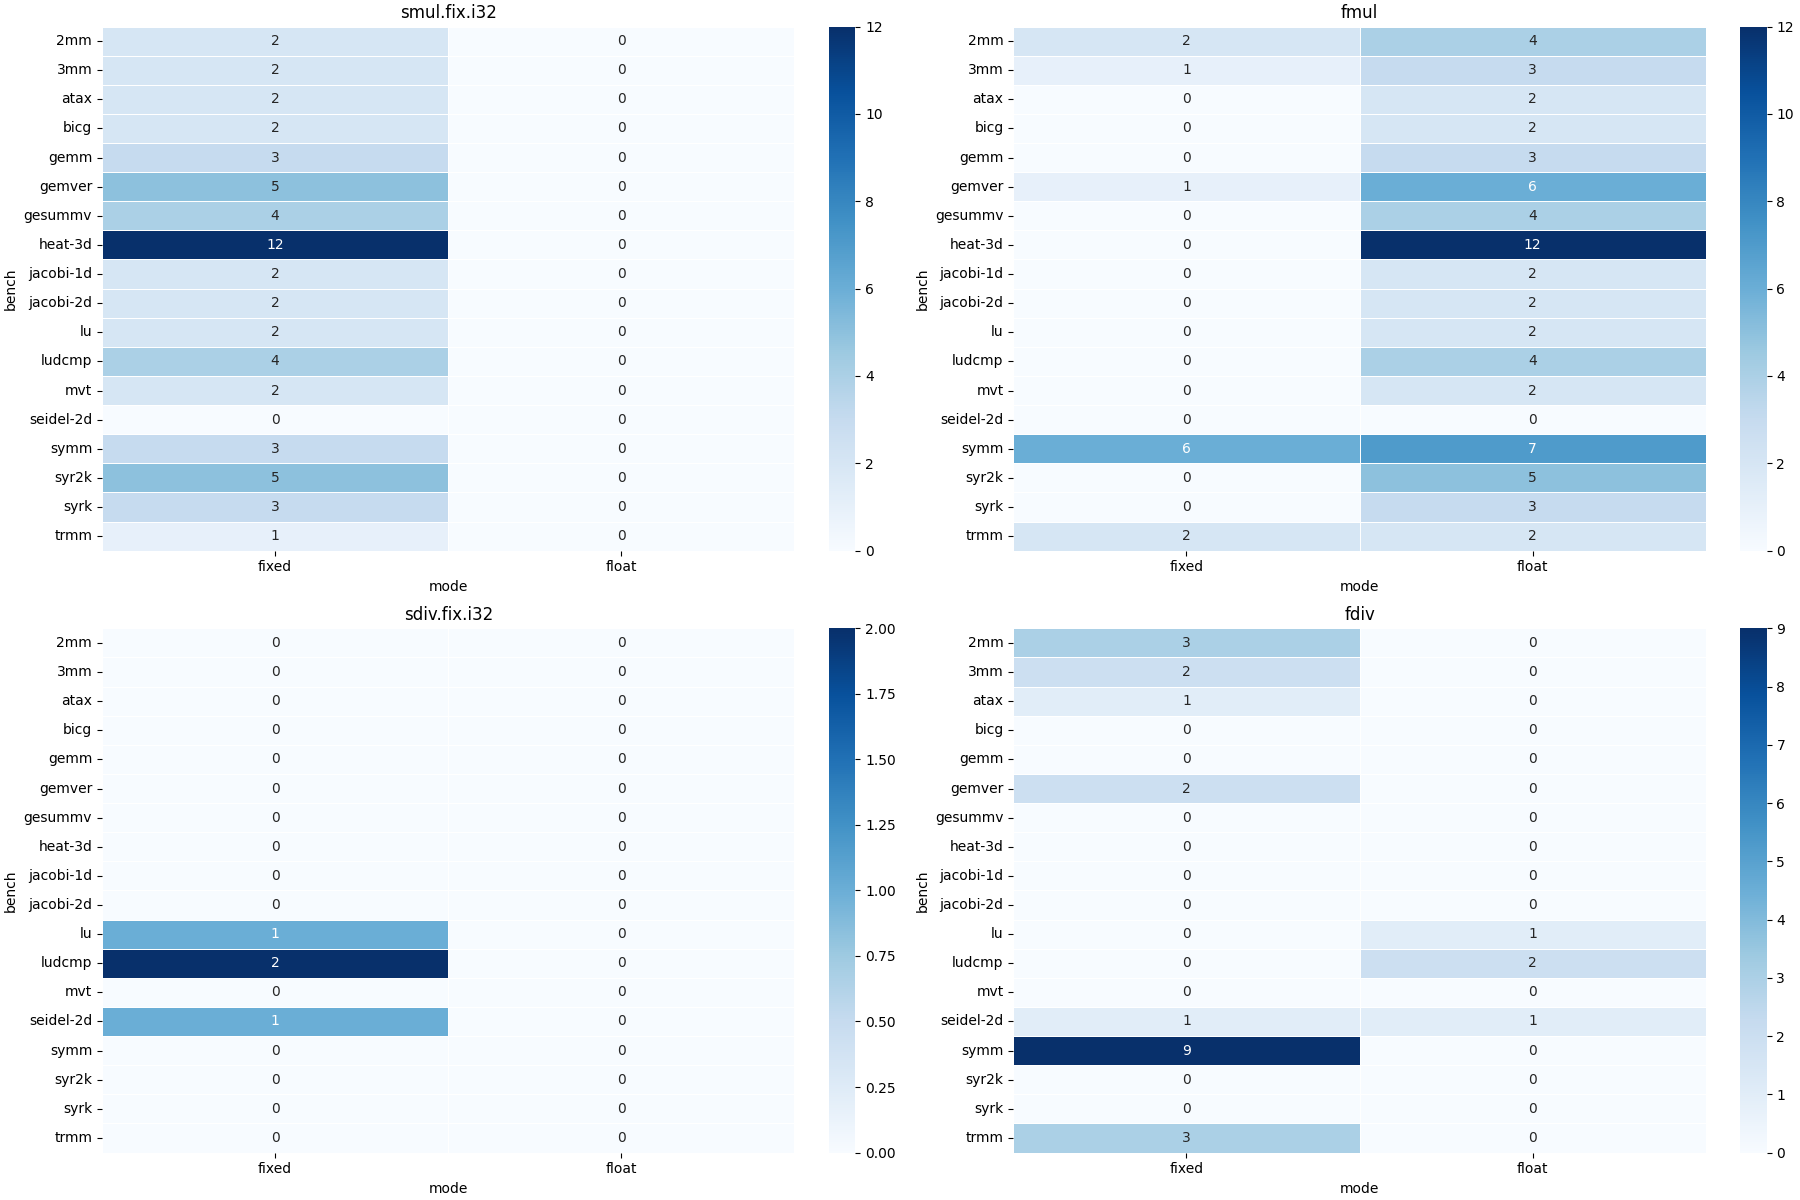 smul.fix.i32
bench
2mm 2 0
3mm 2 0
atax 2 0
bicg 2 0
gemm 3 0
gemver 5 0
gesummv 4 0
heat-3d 12 0
jacobi-1d 2 0
jacobi-2d 2 0
lu 2 0
ludcmp 4 0
mvt 2 0
seidel-2d 0 0
symm 3 0
syr2k 5 0
syrk 3 0
trmm 1 0
fixed float
mode
12
10
8
6
4
2
0
fmul
bench
2mm 2 4
3mm 1 3
atax 0 2
bicg 0 2
gemm 0 3
gemver 1 6
gesummv 0 4
heat-3d 0 12
jacobi-1d 0 2
jacobi-2d 0 2
lu 0 2
ludcmp 0 4
mvt 0 2
seidel-2d 0 0
symm 6 7
syr2k 0 5
syrk 0 3
trmm 2 2
fixed float
mode
12
10
8
6
4
2
0
sdiv.fix.i32
bench
2mm 0 0
3mm 0 0
atax 0 0
bicg 0 0
gemm 0 0
gemver 0 0
gesummv 0 0
heat-3d 0 0
jacobi-1d 0 0
jacobi-2d 0 0
lu 1 0
ludcmp 2 0
mvt 0 0
seidel-2d 1 0
symm 0 0
syr2k 0 0
syrk 0 0
trmm 0 0
fixed float
mode
2.00
1.75
1.50
1.25
1.00
0.75
0.50
0.25
0.00
fdiv
bench
2mm 3 0
3mm 2 0
atax 1 0
bicg 0 0
gemm 0 0
gemver 2 0
gesummv 0 0
heat-3d 0 0
jacobi-1d 0 0
jacobi-2d 0 0
lu 0 1
ludcmp 0 2
mvt 0 0
seidel-2d 1 1
symm 9 0
syr2k 0 0
syrk 0 0
trmm 3 0
fixed float
mode
9
8
7
6
5
4
3
2
1
0